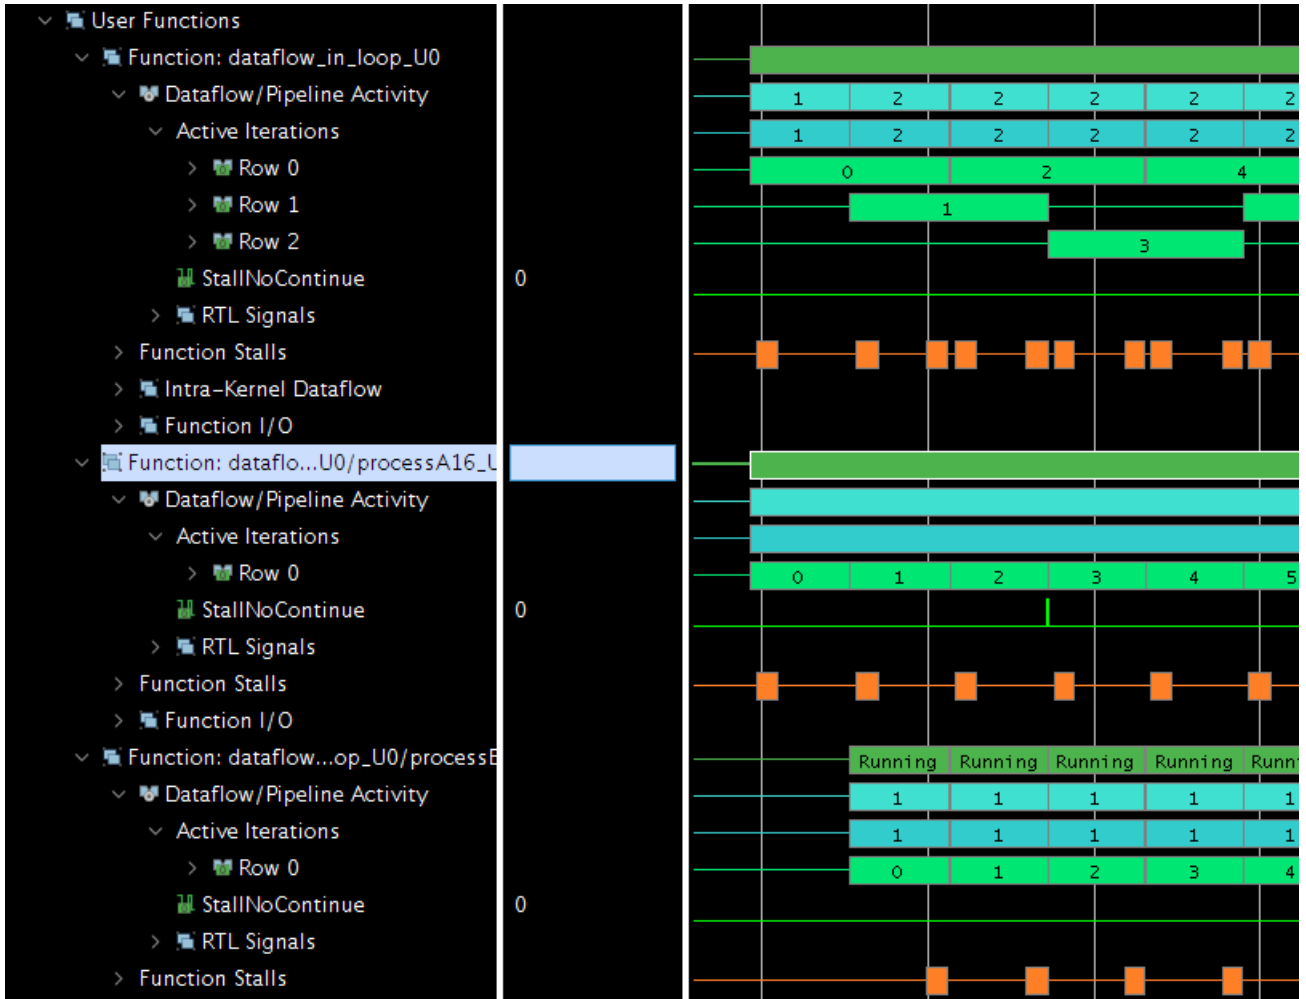 User Functions
Function: dataflow_in_loop_U0
Dataflow/Pipeline Activity 1 2 2 2 2 2
Active Iterations 1 2 2 2 2 2
Row 0 0 2 4
Row 1 1
Row 2 3
StallNoContinue 0
RTL Signals
Function Stalls
Intra-Kernel Dataflow
Function I/O
Function: dataflo...U0/processA16_U
Dataflow/Pipeline Activity
Active Iterations
Row 0 0 1 2 3 4 5
StallNoContinue 0
RTL Signals
Function Stalls
Function I/O
Function: dataflow...op_U0/processB Running Running Running Running Runn
Dataflow/Pipeline Activity 1 1 1 1 1
Active Iterations 1 1 1 1 1
Row 0 0 1 2 3 4
StallNoContinue 0
RTL Signals
Function Stalls